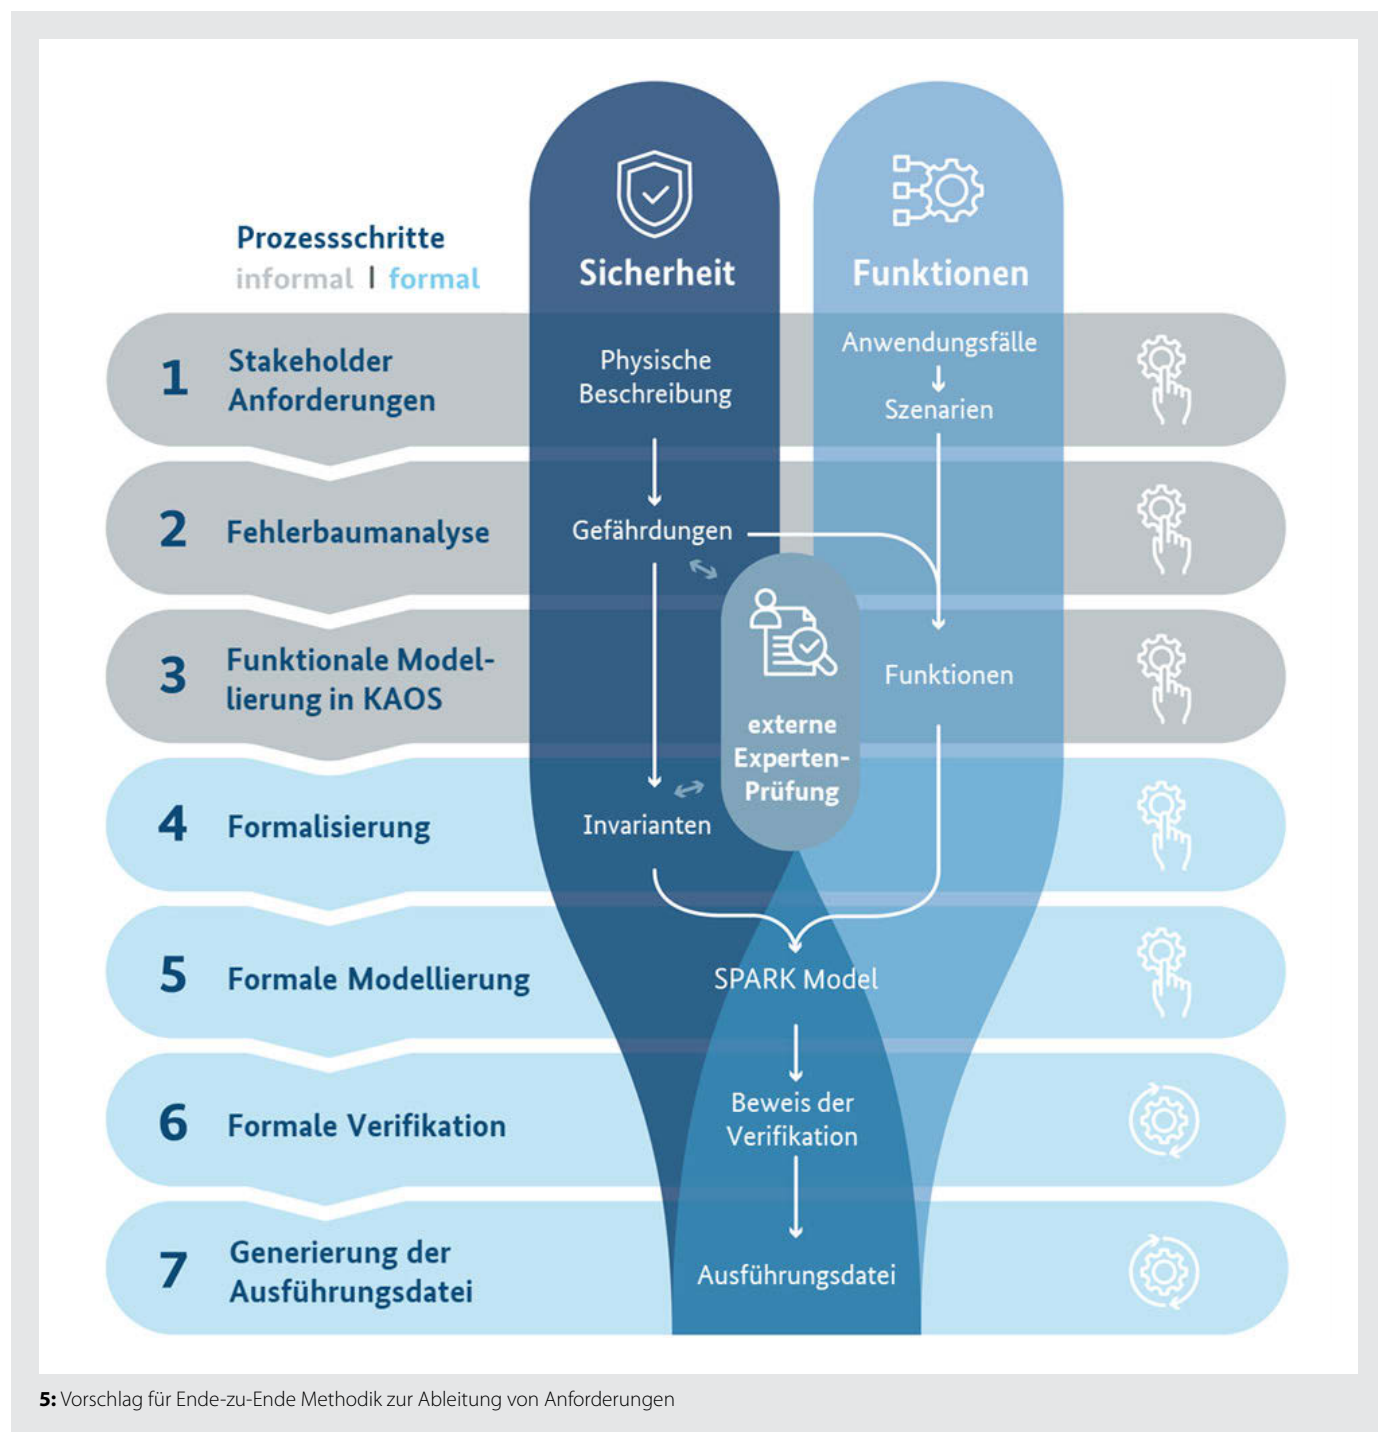 Prozessschritte
informal | formal
Sicherheit
Funktionen
1
Stakeholder
Anforderungen
Physische
Beschreibung
Anwendungsfälle
Szenarien
2
Fehlerbaumanalyse
Gefährdungen
3
Funktionale Model-
lierung in KAOS
externe
Experten-
Prüfung
Funktionen
4
Formalisierung
Invarianten
5
Formale Modellierung
SPARK Model
6
Formale Verifikation
Beweis der
Verifikation
7
Generierung der
Ausführungsdatei
Ausführungsdatei
5: Vorschlag für Ende-zu-Ende Methodik zur Ableitung von Anforderungen